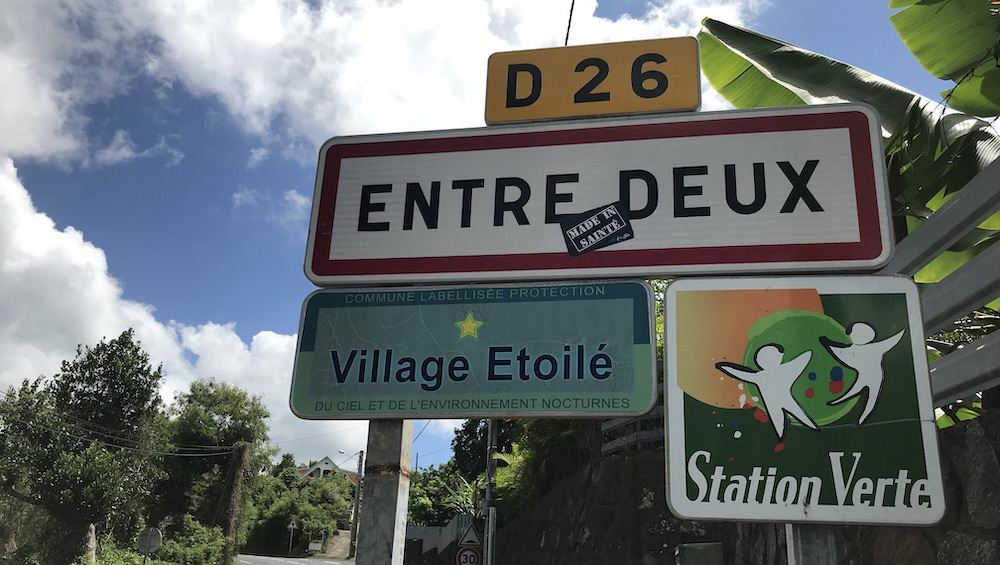 D 26
ENTRE DEUX
MADE IN
SAINTÉ
COMMUNE LABELLISÉE PROTECTION
Village Etoilé
DU CIEL ET DE L'ENVIRONNEMENT NOCTURNES
Station Verte
30